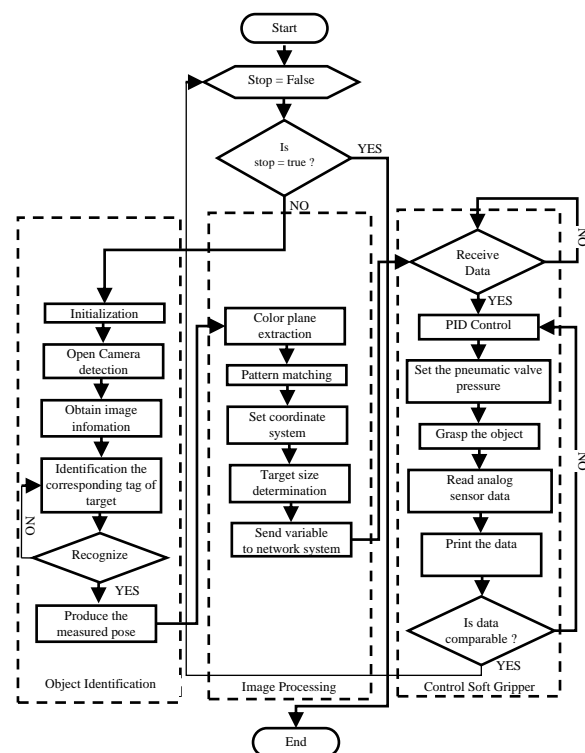 Start
Stop = False
Is
stop = true ?
YES
NO
Initialization
Open Camera
detection
Obtain image
infomation
Identification the
corresponding tag of
target
NO
Recognize
YES
Produce the
measured pose
Object Identification
Color plane
extraction
Pattern matching
Set coordinate
system
Target size
determination
Send variable
to network system
Image Processing
Receive
Data
NO
YES
PID Control
Set the pneumatic valve
pressure
Grasp the object
Read analog
sensor data
Print the data
NO
Is data
comparable ?
YES
Control Soft Gripper
End